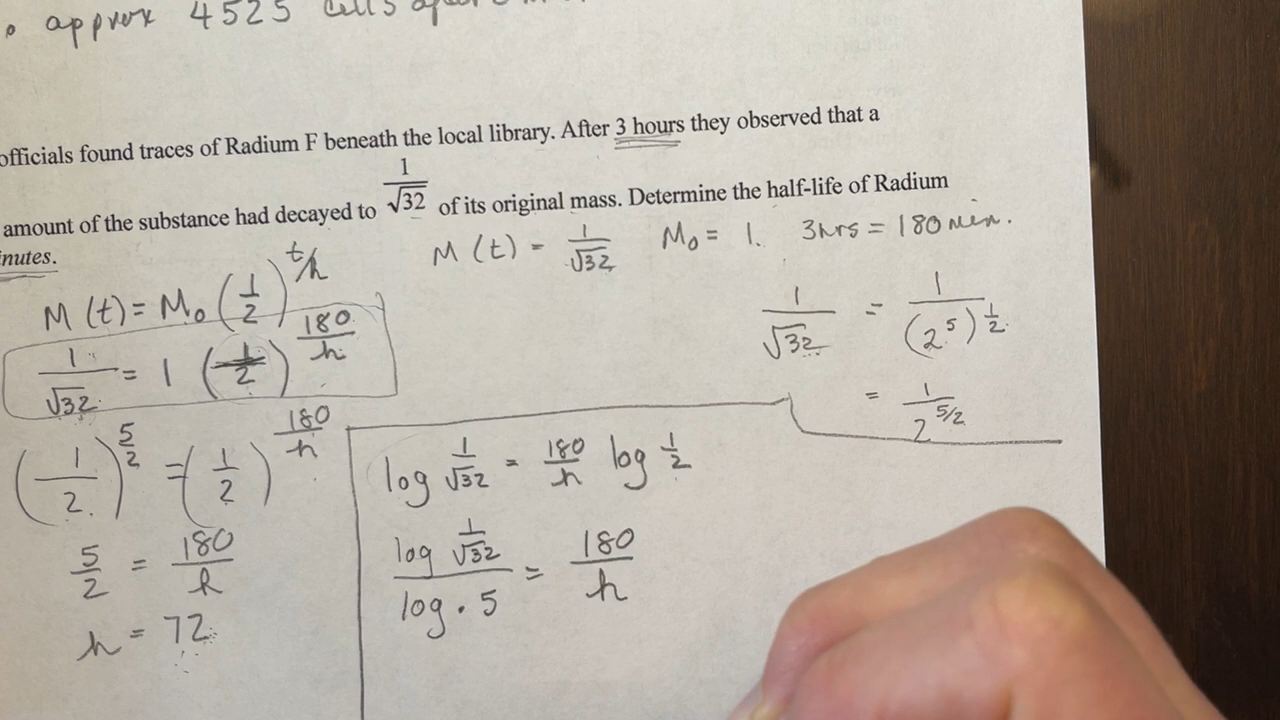 approx 4525 cells after
officials found traces of Radium F beneath the local library. After 3 hours they observed that a
amount of the substance had decayed to 1/√32 of its original mass. Determine the half-life of Radium
nutes.
M(t) = 1/√32 M₀ = 1. 3hrs = 180 min.
M(t) = M₀ (1/2)^(t/h)
1/√32 = 1 (1/2)^(180/h)
(1/2)^(5/2) = (1/2)^(180/h)
5/2 = 180/h
h = 72
1/√32 = 1/(2^5)^(1/2)
= 1/2^(5/2)
log 1/√32 = 180/h log 1/2
log 1/√32 / log .5 = 180/h